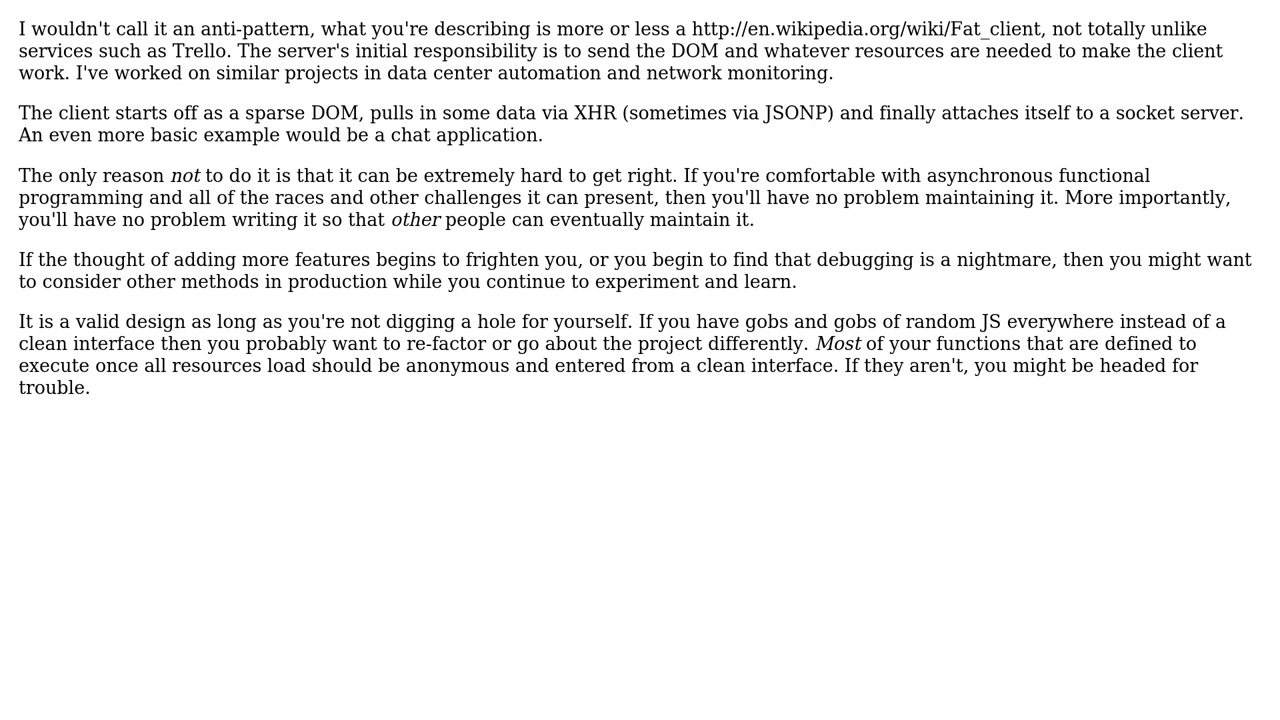 I wouldn't call it an anti-pattern, what you're describing is more or less a http://en.wikipedia.org/wiki/Fat_client, not totally unlike
services such as Trello. The server's initial responsibility is to send the DOM and whatever resources are needed to make the client
work. I've worked on similar projects in data center automation and network monitoring.
The client starts off as a sparse DOM, pulls in some data via XHR (sometimes via JSONP) and finally attaches itself to a socket server.
An even more basic example would be a chat application.
The only reason not to do it is that it can be extremely hard to get right. If you're comfortable with asynchronous functional
programming and all of the races and other challenges it can present, then you'll have no problem maintaining it. More importantly,
you'll have no problem writing it so that other people can eventually maintain it.
If the thought of adding more features begins to frighten you, or you begin to find that debugging is a nightmare, then you might want
to consider other methods in production while you continue to experiment and learn.
It is a valid design as long as you're not digging a hole for yourself. If you have gobs and gobs of random JS everywhere instead of a
clean interface then you probably want to re-factor or go about the project differently. Most of your functions that are defined to
execute once all resources load should be anonymous and entered from a clean interface. If they aren't, you might be headed for
trouble.